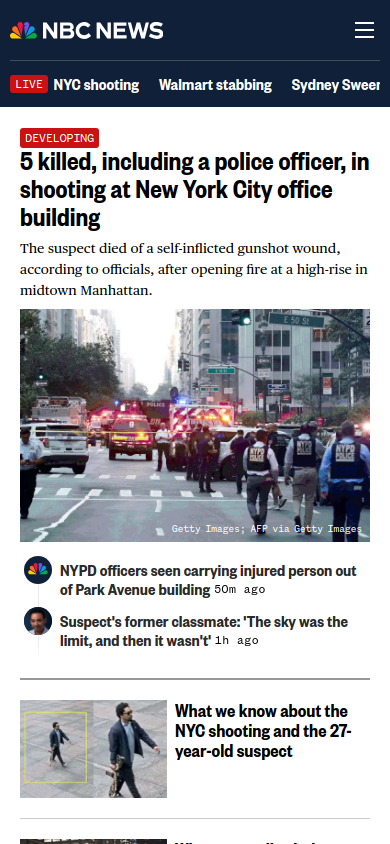 NBC NEWS
LIVE NYC shooting Walmart stabbing Sydney
DEVELOPING
5 killed, including a police officer, in
shooting at New York City office
building
The suspect died of a self-inflicted gunshot wound,
according to officials, after opening fire at a high-rise in
midtown Manhattan.
E 50 ST
POLICE
NYPD
Getty Images; AFP via Getty Images
NYPD officers seen carrying injured person out
of Park Avenue building 50m ago
Suspect's former classmate: 'The sky was the
limit, and then it wasn't' 1h ago
What we know about the
NYC shooting and the 27-
year-old suspect